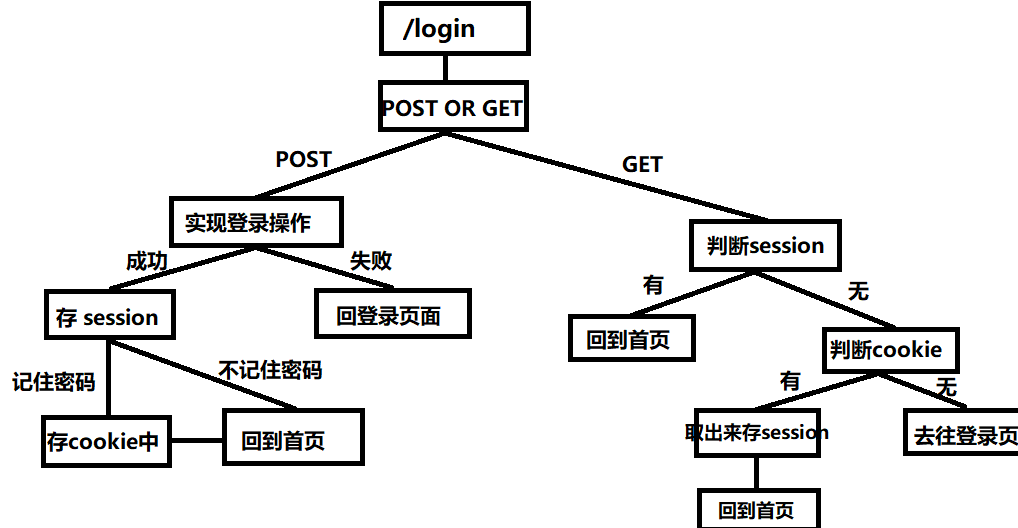 /login
POST OR GET
POST
GET
实现登录操作
判断session
成功
失败
有
无
存 session
回登录页面
回到首页
判断cookie
记住密码
不记住密码
有
无
存cookie中
回到首页
取出来存session
去往登录页
回到首页